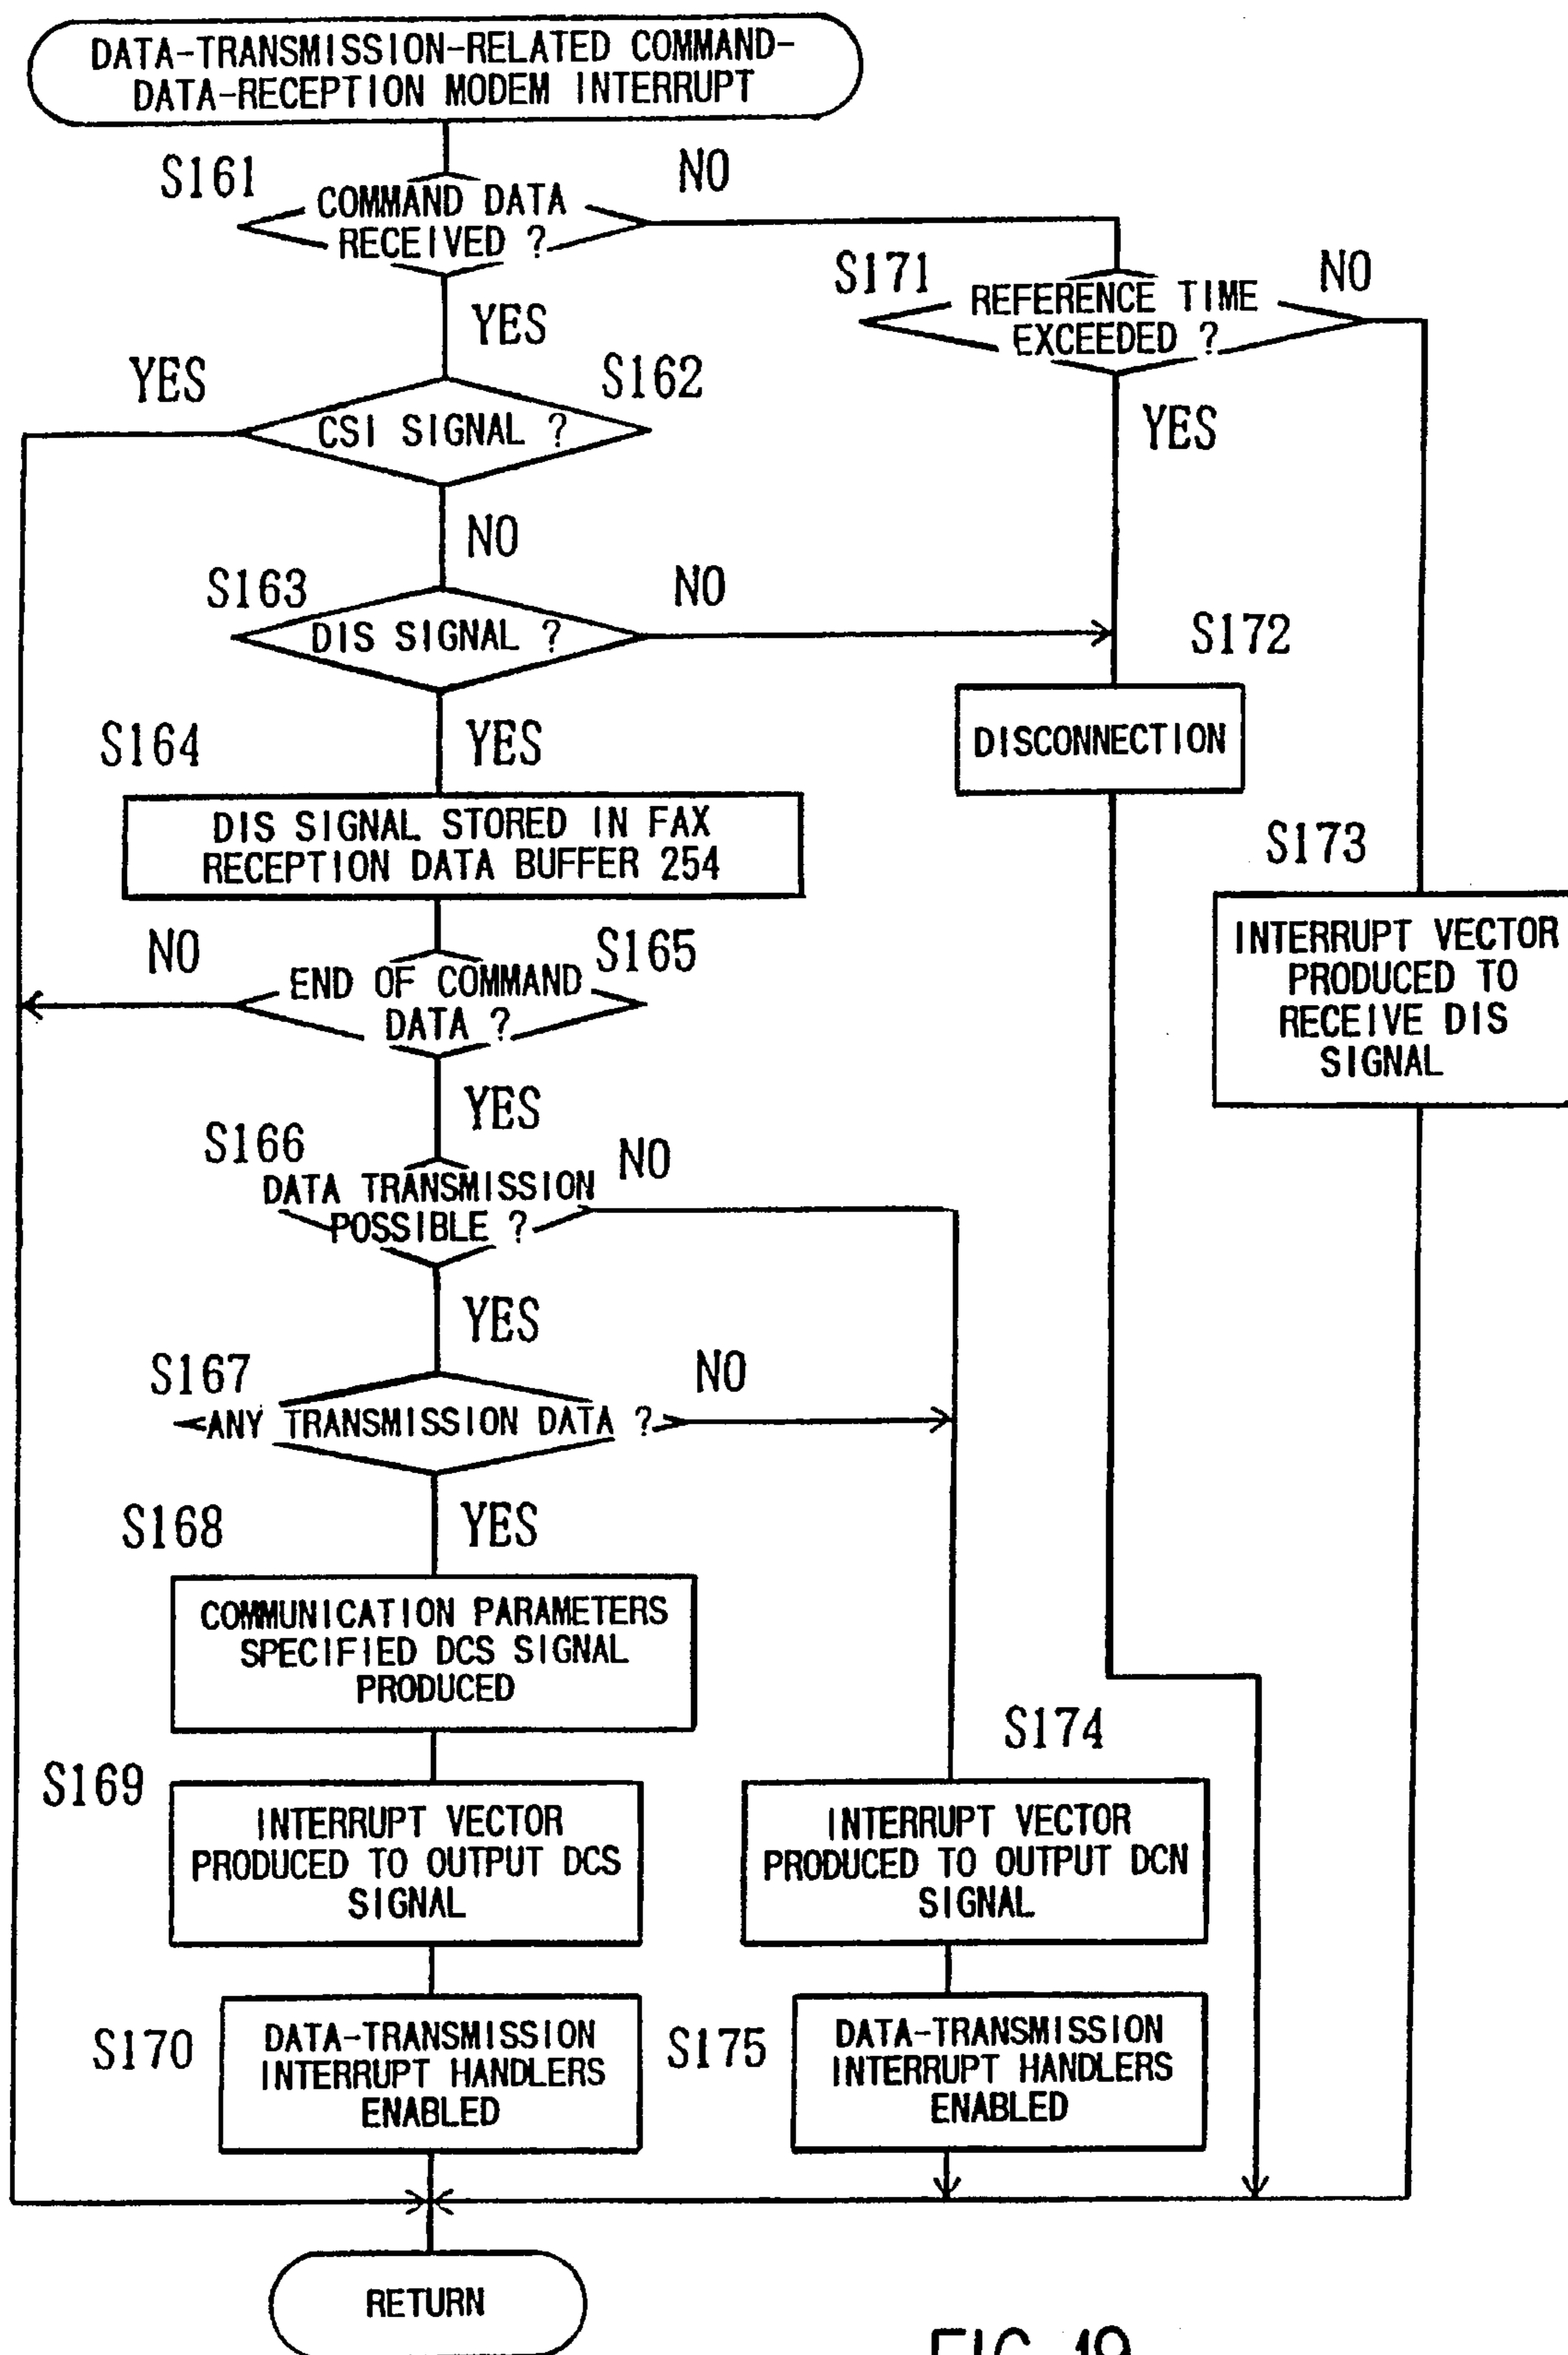 DATA-TRANSMISSION-RELATED COMMAND-
DATA-RECEPTION MODEM INTERRUPT
S161
COMMAND DATA
RECEIVED ?
NO
YES
S171
REFERENCE TIME
EXCEEDED ?
NO
YES
YES
S162
CSI SIGNAL ?
NO
S163
DIS SIGNAL ?
NO
YES
S172
DISCONNECTION
S164
DIS SIGNAL STORED IN FAX
RECEPTION DATA BUFFER 254
S173
INTERRUPT VECTOR
PRODUCED TO
RECEIVE DIS
SIGNAL
NO
S165
END OF COMMAND
DATA ?
YES
S166
DATA TRANSMISSION
POSSIBLE ?
NO
YES
S167
ANY TRANSMISSION DATA ?
NO
YES
S168
COMMUNICATION PARAMETERS
SPECIFIED DCS SIGNAL
PRODUCED
S169
INTERRUPT VECTOR
PRODUCED TO OUTPUT DCS
SIGNAL
S174
INTERRUPT VECTOR
PRODUCED TO OUTPUT DCN
SIGNAL
S170
DATA-TRANSMISSION
INTERRUPT HANDLERS
ENABLED
S175
DATA-TRANSMISSION
INTERRUPT HANDLERS
ENABLED
RETURN